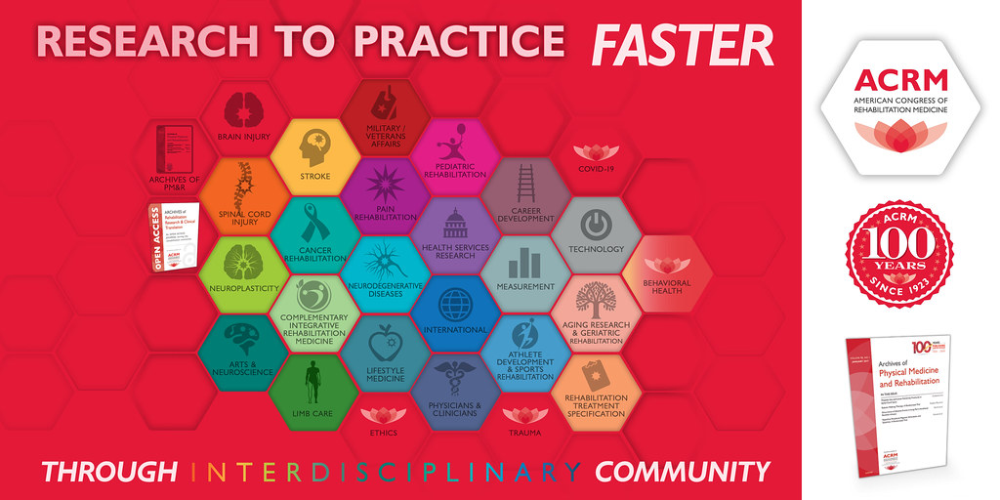 RESEARCH TO PRACTICE FASTER
BRAIN INJURY
MILITARY /
VETERANS
AFFAIRS
STROKE
PEDIATRIC
REHABILITATION
COVID-19
ARCHIVES OF
PM&R
SPINAL CORD
INJURY
PAIN
REHABILITATION
CAREER
DEVELOPMENT
OPEN ACCESS
ARCHIVES of
Rehabilitation
Research & Clinical
Translation
ACRM
CANCER
REHABILITATION
HEALTH SERVICES
RESEARCH
TECHNOLOGY
NEUROPLASTICITY
NEURODEGENERATIVE
DISEASES
MEASUREMENT
BEHAVIORAL
HEALTH
COMPLEMENTARY
INTEGRATIVE
REHABILITATION
MEDICINE
INTERNATIONAL
AGING RESEARCH
& GERIATRIC
REHABILITATION
ARTS &
NEUROSCIENCE
LIFESTYLE
MEDICINE
ATHLETE
DEVELOPMENT
& SPORTS
REHABILITATION
LIMB CARE
PHYSICIANS &
CLINICIANS
REHABILITATION
TREATMENT
SPECIFICATION
ETHICS
TRAUMA
THROUGH INTERDISCIPLINARY COMMUNITY
ACRM
AMERICAN CONGRESS OF
REHABILITATION MEDICINE
ACRM
100
YEARS
SINCE 1923
100
Archives of
Physical Medicine
and Rehabilitation
ACRM